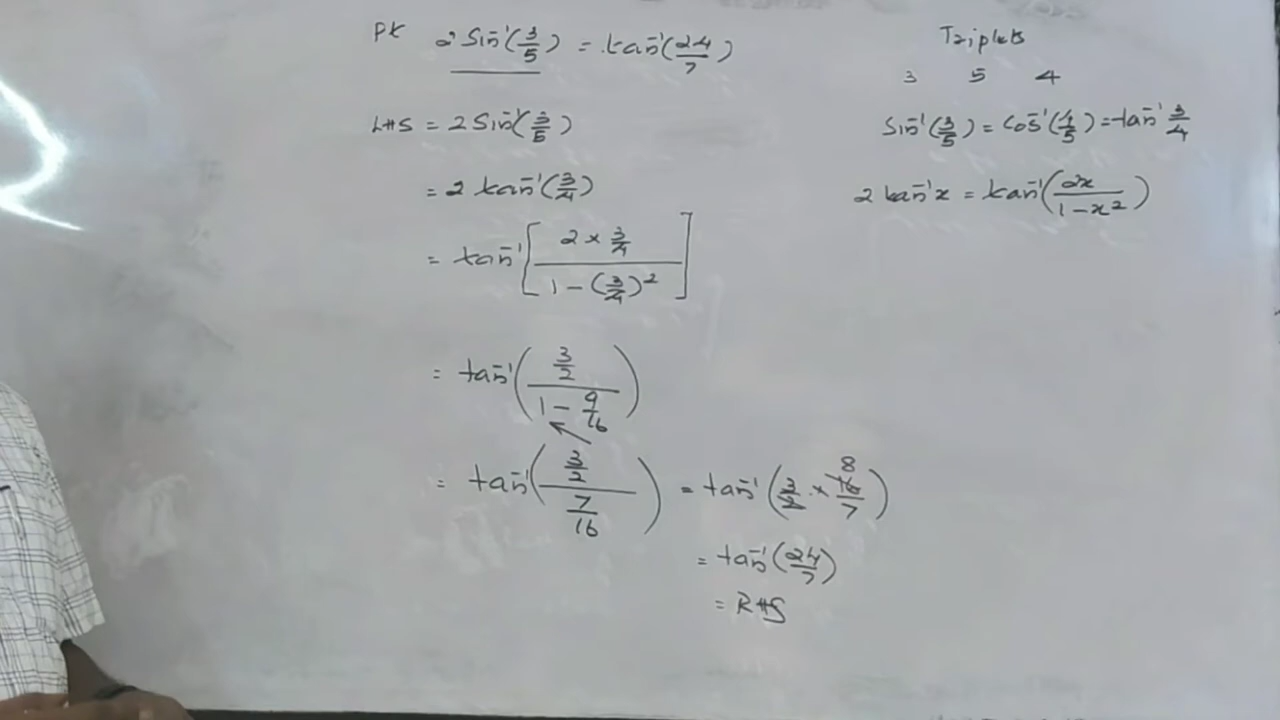 PK 2 Sin⁻¹(3/5) = tan⁻¹(24/7)
LHS = 2 Sin⁻¹(3/5)
= 2 tan⁻¹(3/4)
= tan⁻¹[(2 × 3/4)/(1 - (3/4)²)]
= tan⁻¹((3/2)/(1 - 9/16))
= tan⁻¹((3/2)/(7/16)) = tan⁻¹(3/2 × 16/7) 8
= tan⁻¹(24/7)
= RHS
Triplets
3 5 4
Sin⁻¹(3/5) = Cos⁻¹(4/5) = tan⁻¹ 3/4
2 tan⁻¹x = tan⁻¹(2x/(1-x²))